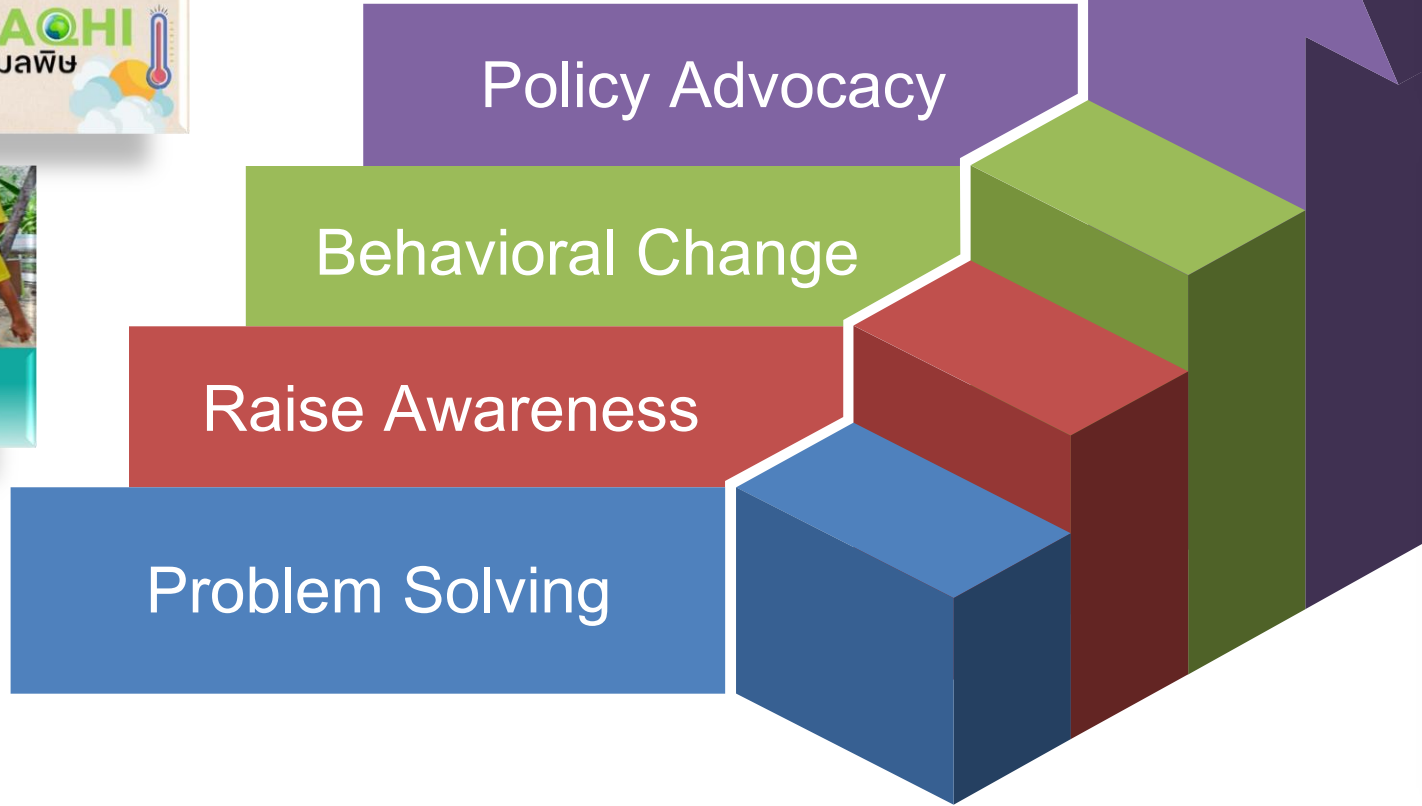 AQHI
Policy Advocacy
Behavioral Change
Raise Awareness
Problem Solving